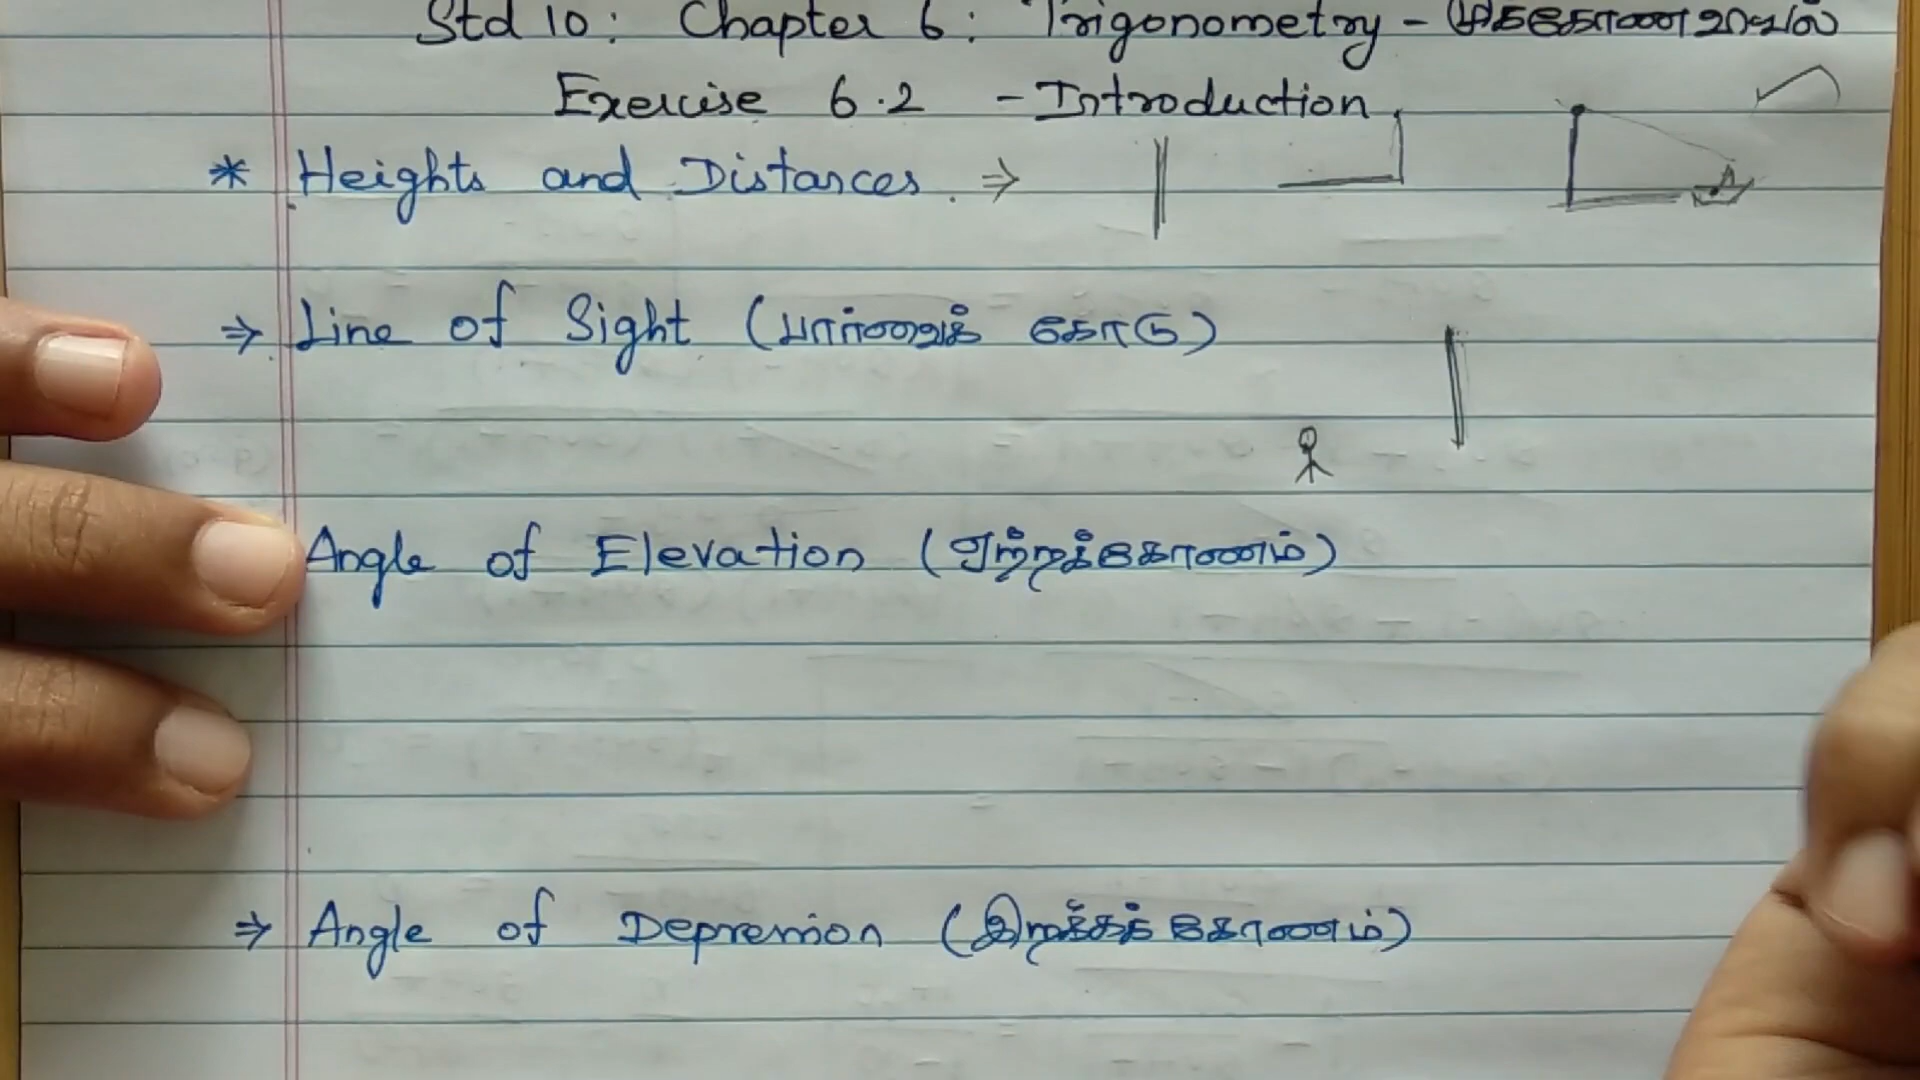 Std 10: Chapter 6: Trigonometry - முக்கோணவியல்
Exercise 6.2 - Introduction
* Heights and Distances. ⇒
⇒ Line of Sight (பார்வைக் கோடு)
Angle of Elevation (ஏற்றக்கோணம்)
⇒ Angle of Depression (இறக்கக் கோணம்)